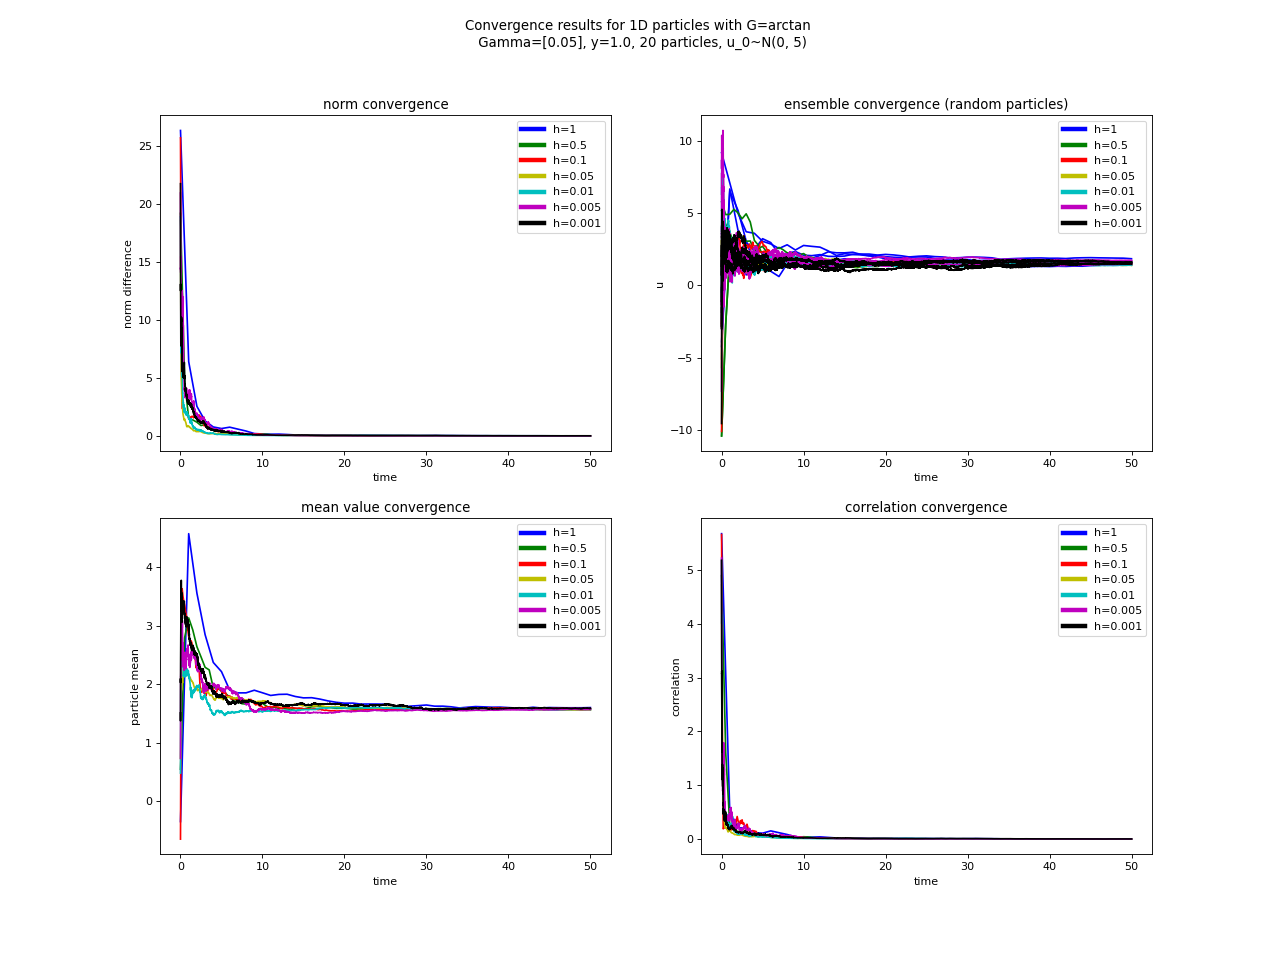 Convergence results for 1D particles with G=arctan
Gamma=[0.05], y=1.0, 20 particles, u_0~N(0, 5)
norm convergence
norm difference
25
20
15
10
5
0
0 10 20 30 40 50
time
h=1
h=0.5
h=0.1
h=0.05
h=0.01
h=0.005
h=0.001
ensemble convergence (random particles)
u
10
5
0
−5
−10
0 10 20 30 40 50
time
h=1
h=0.5
h=0.1
h=0.05
h=0.01
h=0.005
h=0.001
mean value convergence
particle mean
4
3
2
1
0
0 10 20 30 40 50
time
h=1
h=0.5
h=0.1
h=0.05
h=0.01
h=0.005
h=0.001
correlation convergence
correlation
5
4
3
2
1
0
0 10 20 30 40 50
time
h=1
h=0.5
h=0.1
h=0.05
h=0.01
h=0.005
h=0.001